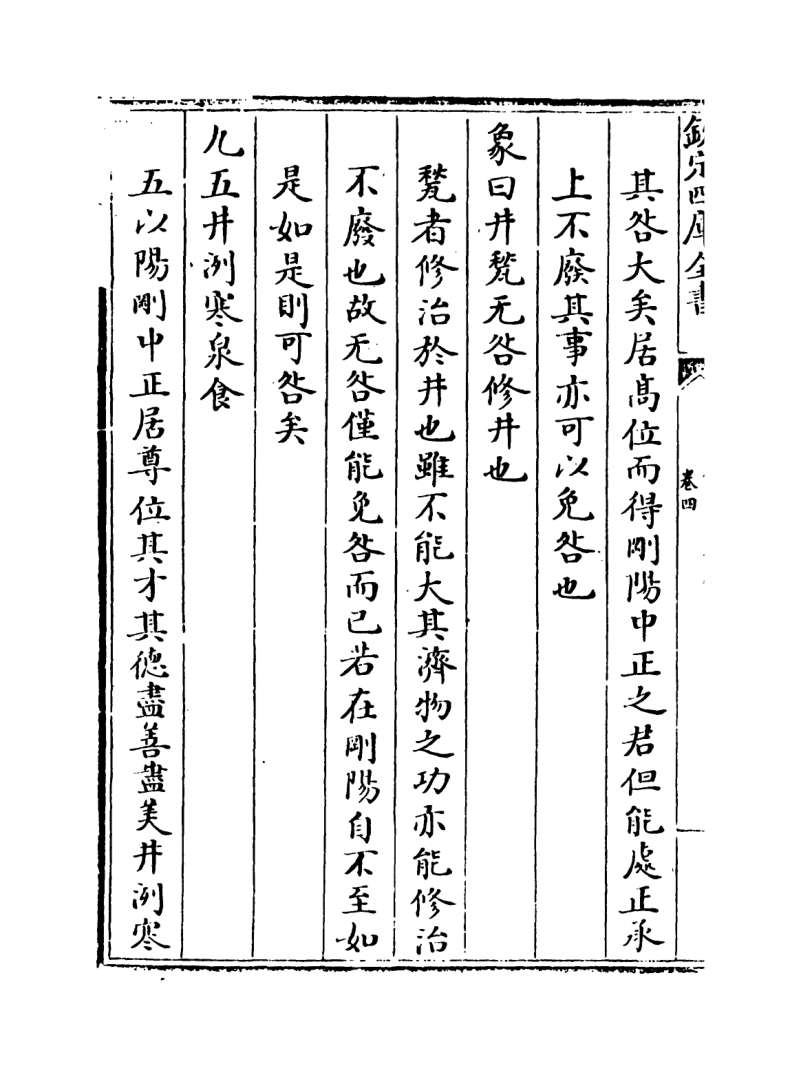 欽定四庫全書
卷四
其咎大矣居髙位而得剛陽中正之君但能處正承
上不廢其事亦可以免咎也
象曰井甃无咎修井也
甃者修治於井也雖不能大其濟物之功亦能修治
不廢也故无咎僅能免咎而已若在剛陽自不至如
是如是則可咎矣
九五井洌寒泉食
五以陽剛中正居尊位其才其德盡善盡美井洌寒